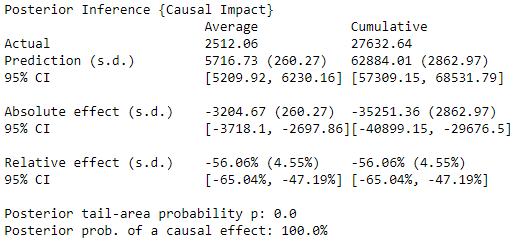 Posterior Inference {Causal Impact}
                          Average            Cumulative
Actual                    2512.06            27632.64
Prediction (s.d.)         5716.73 (260.27)   62884.01 (2862.97)
95% CI                    [5209.92, 6230.16] [57309.15, 68531.79]
Absolute effect (s.d.)    -3204.67 (260.27)  -35251.36 (2862.97)
95% CI                    [-3718.1, -2697.86][-40899.15, -29676.5]
Relative effect (s.d.)    -56.06% (4.55%)    -56.06% (4.55%)
95% CI                    [-65.04%, -47.19%] [-65.04%, -47.19%]
Posterior tail-area probability p: 0.0
Posterior prob. of a causal effect: 100.0%